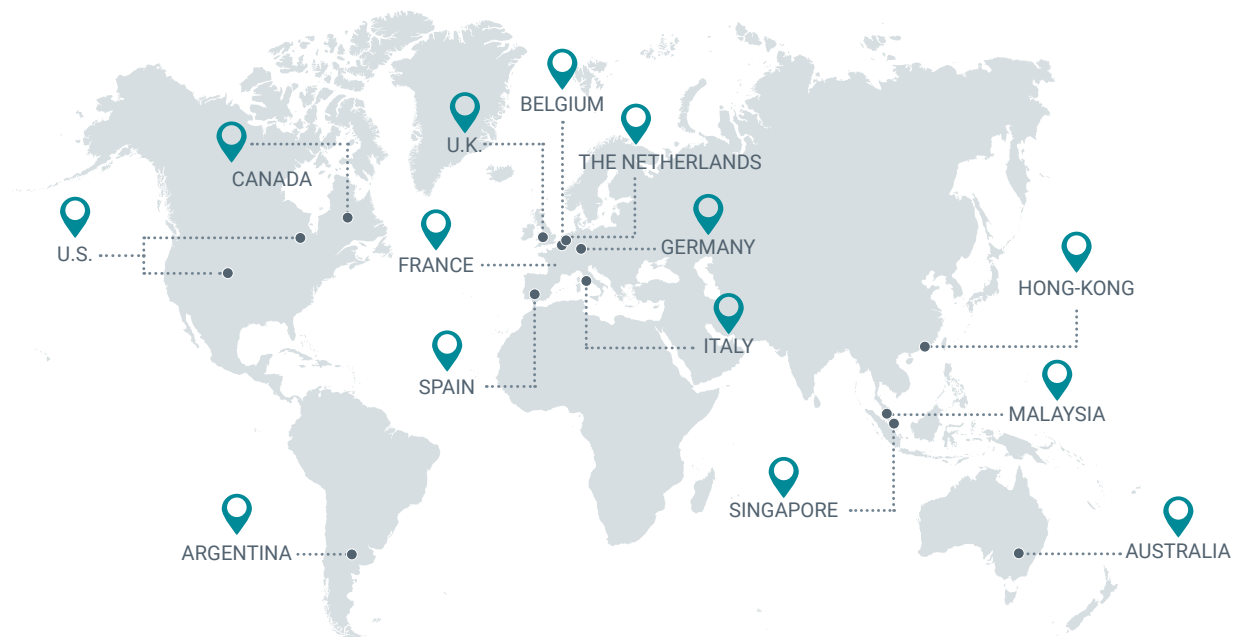 BELGIUM
U.K.
THE NETHERLANDS
CANADA
U.S.
FRANCE
GERMANY
HONG-KONG
ITALY
SPAIN
MALAYSIA
SINGAPORE
ARGENTINA
AUSTRALIA